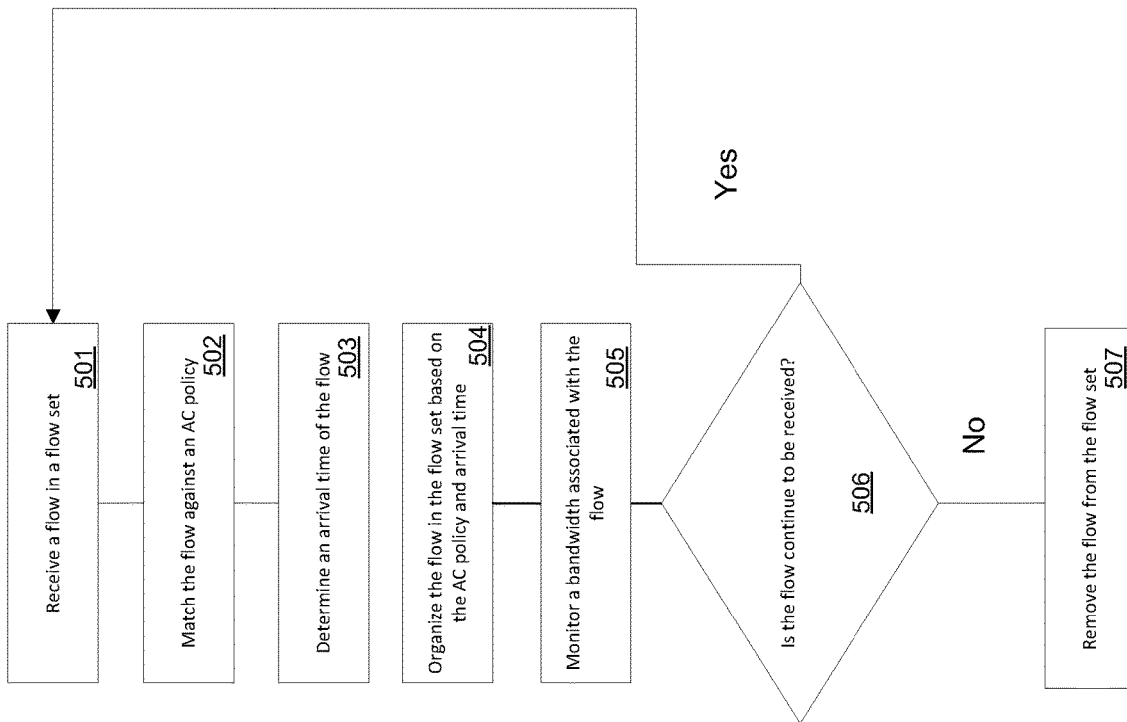 Receive a flow in a flow set
501
Match the flow against an AC policy
502
Determine an arrival time of the flow
503
Organize the flow in the flow set based on
the AC policy and arrival time
504
Monitor a bandwidth associated with the
flow
505
Is the flow continue to be received?
506
Yes
No
Remove the flow from the flow set
507